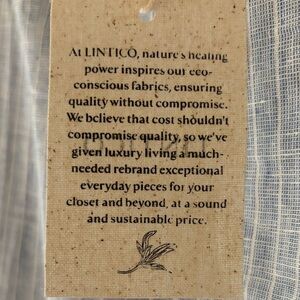 At LINTICO, nature's healing
power inspires our eco-
conscious fabrics, ensuring
quality without compromise.
We believe that cost shouldn't
compromise quality, so we've
given luxury living a much-
needed rebrand exceptional
everyday pieces for your
closet and beyond, at a sound
and sustainable price.